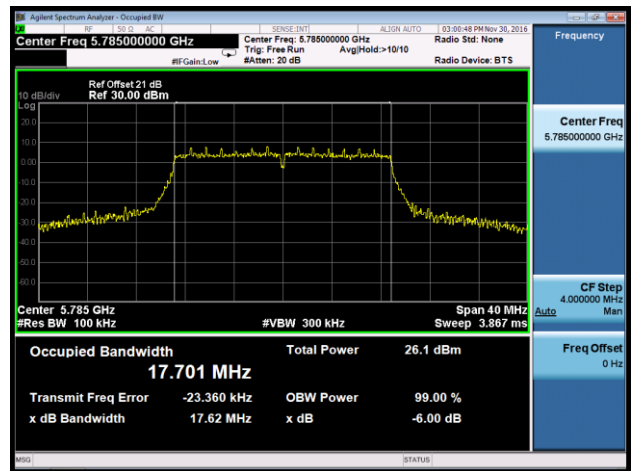 Agilent Spectrum Analyzer - Occupied BW
RF 50 Ω AC SENSE:INT ALIGN AUTO 03:00:48 PM Nov 30, 2016
Center Freq 5.785000000 GHz
Center Freq: 5.785000000 GHz
Radio Std: None
Trig: Free Run Avg|Hold:>10/10
#IFGain:Low #Atten: 20 dB Radio Device: BTS
Ref Offset 21 dB
10 dB/div Ref 30.00 dBm
Log
20.0
10.0
0.00
-10.0
-20.0
-30.0
-40.0
-50.0
-60.0
Center 5.785 GHz Span 40 MHz
#Res BW 100 kHz #VBW 300 kHz Sweep 3.867 ms
Occupied Bandwidth Total Power 26.1 dBm
17.701 MHz
Transmit Freq Error -23.360 kHz OBW Power 99.00 %
x dB Bandwidth 17.62 MHz x dB -6.00 dB
MSG STATUS
Frequency
Center Freq
5.785000000 GHz
CF Step
4.000000 MHz
Auto Man
Freq Offset
0 Hz